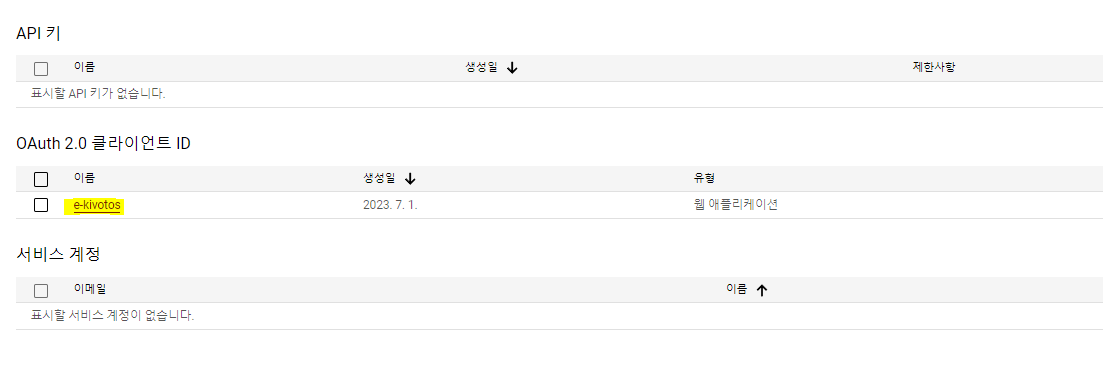 API 키
이름 생성일 제한사항
표시할 API 키가 없습니다.
OAuth 2.0 클라이언트 ID
이름 생성일 유형
e-kivotos 2023. 7. 1. 웹 애플리케이션
서비스 계정
이메일 이름
표시할 서비스 계정이 없습니다.